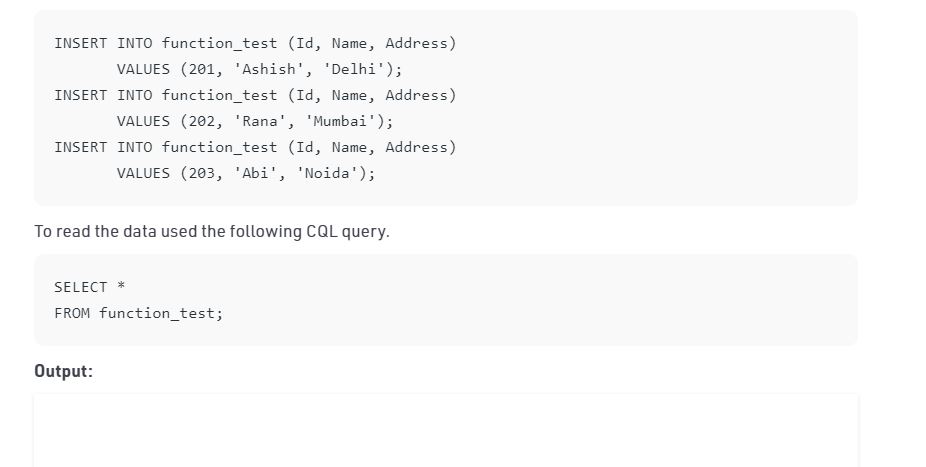 INSERT INTO function_test (Id, Name, Address)
VALUES (201, 'Ashish', 'Delhi');
INSERT INTO function_test (Id, Name, Address)
VALUES (202, 'Rana', 'Mumbai');
INSERT INTO function_test (Id, Name, Address)
VALUES (203, 'Abi', 'Noida');
To read the data used the following CQL query.
SELECT *
FROM function_test;
Output: